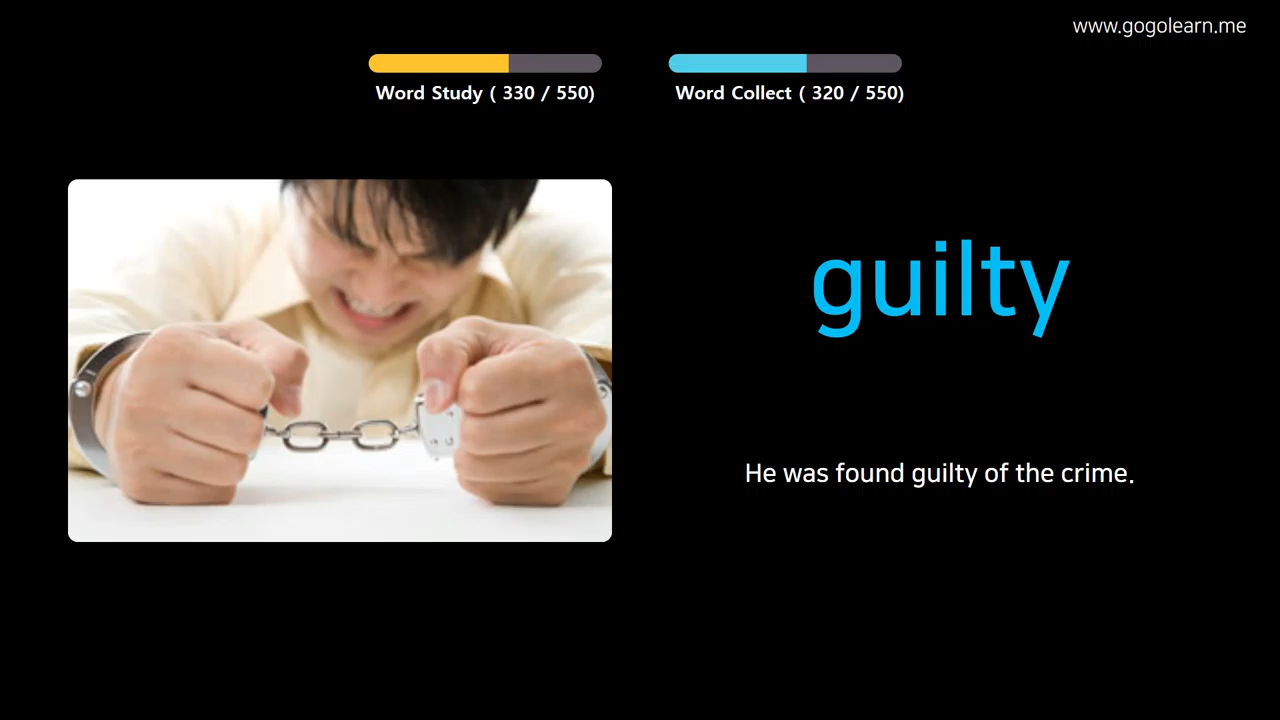 www.gogolearn.me
Word Study ( 330 / 550)
Word Collect ( 320 / 550)
guilty
He was found guilty of the crime.